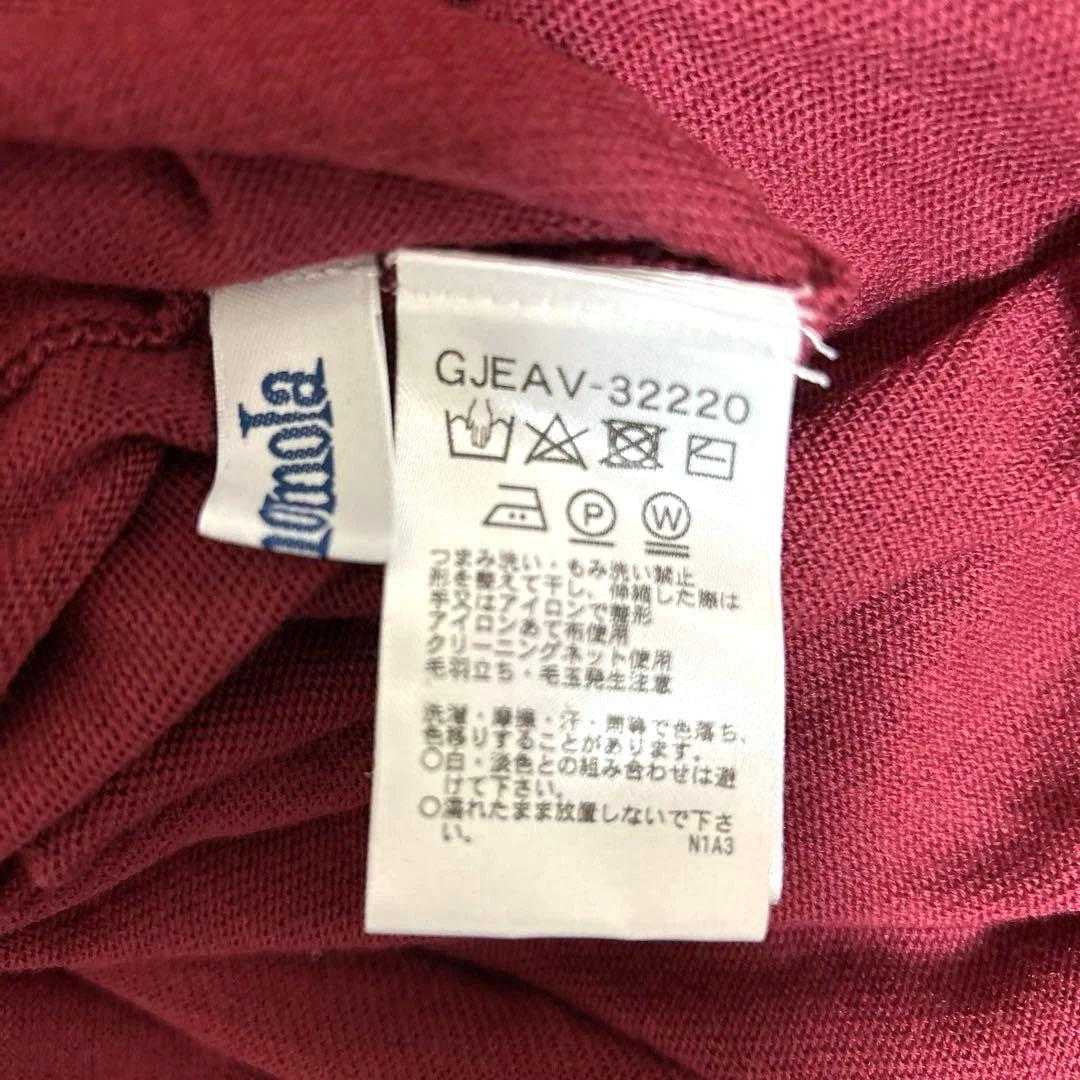 GJEAV-32220
P W
つまみ洗い・もみ洗い禁止
形を整えて干し、伸縮した際は
手又はアイロンで整形
アイロンあて布使用
クリーニングネット使用
毛羽立ち・毛玉発生注意
洗濯・摩擦・汗・雨等で色落ち、
色移りすることがあります。
○白・淡色との組み合わせは避
けて下さい。
○濡れたまま放置しないで下さ
い。
N1A3